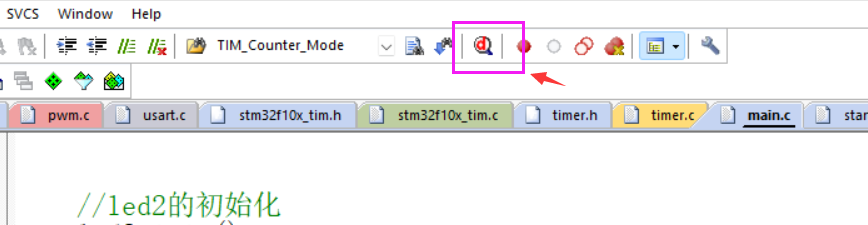 SVCS Window Help
TIM_Counter_Mode
pwm.c usart.c stm32f10x_tim.h stm32f10x_tim.c timer.h timer.c main.c star
//led2的初始化